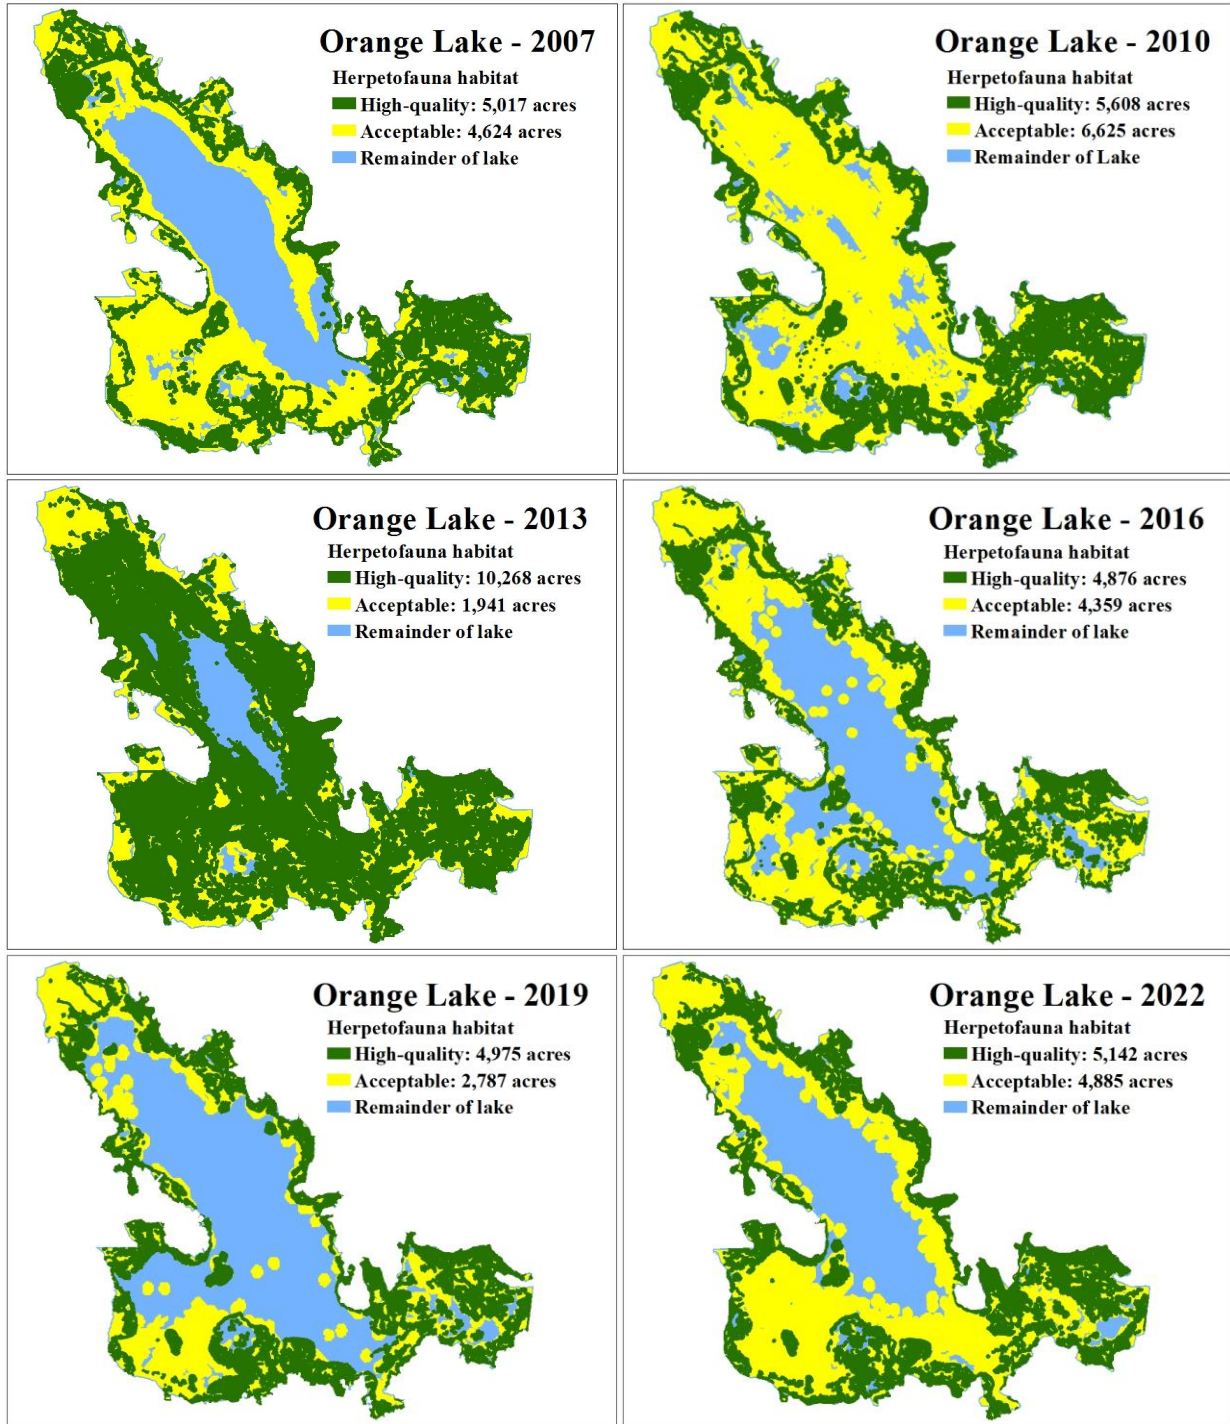 Orange Lake - 2007
Herpetofauna habitat
High-quality: 5,017 acres
Acceptable: 4,624 acres
Remainder of lake
Orange Lake - 2010
Herpetofauna habitat
High-quality: 5,608 acres
Acceptable: 6,625 acres
Remainder of Lake
Orange Lake - 2013
Herpetofauna habitat
High-quality: 10,268 acres
Acceptable: 1,941 acres
Remainder of lake
Orange Lake - 2016
Herpetofauna habitat
High-quality: 4,876 acres
Acceptable: 4,359 acres
Remainder of lake
Orange Lake - 2019
Herpetofauna habitat
High-quality: 4,975 acres
Acceptable: 2,787 acres
Remainder of lake
Orange Lake - 2022
Herpetofauna habitat
High-quality: 5,142 acres
Acceptable: 4,885 acres
Remainder of lake